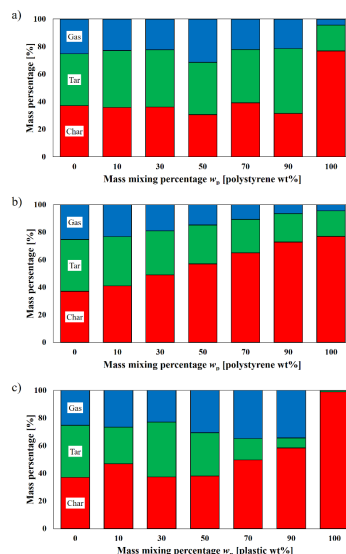 a)
100
80
60
40
20
0
Mass persentage [%]
Gas
Tar
Char
0 10 30 50 70 90 100
Mass mixing percentage wp [polystyrene wt%]
b)
100
80
60
40
20
0
Mass persentage [%]
Gas
Tar
Char
0 10 30 50 70 90 100
Mass mixing percentage wp [polystyrene wt%]
c)
100
80
60
40
20
0
Mass persentage [%]
Gas
Tar
Char
0 10 30 50 70 90 100
Mass mixing percentage wp [plastic wt%]